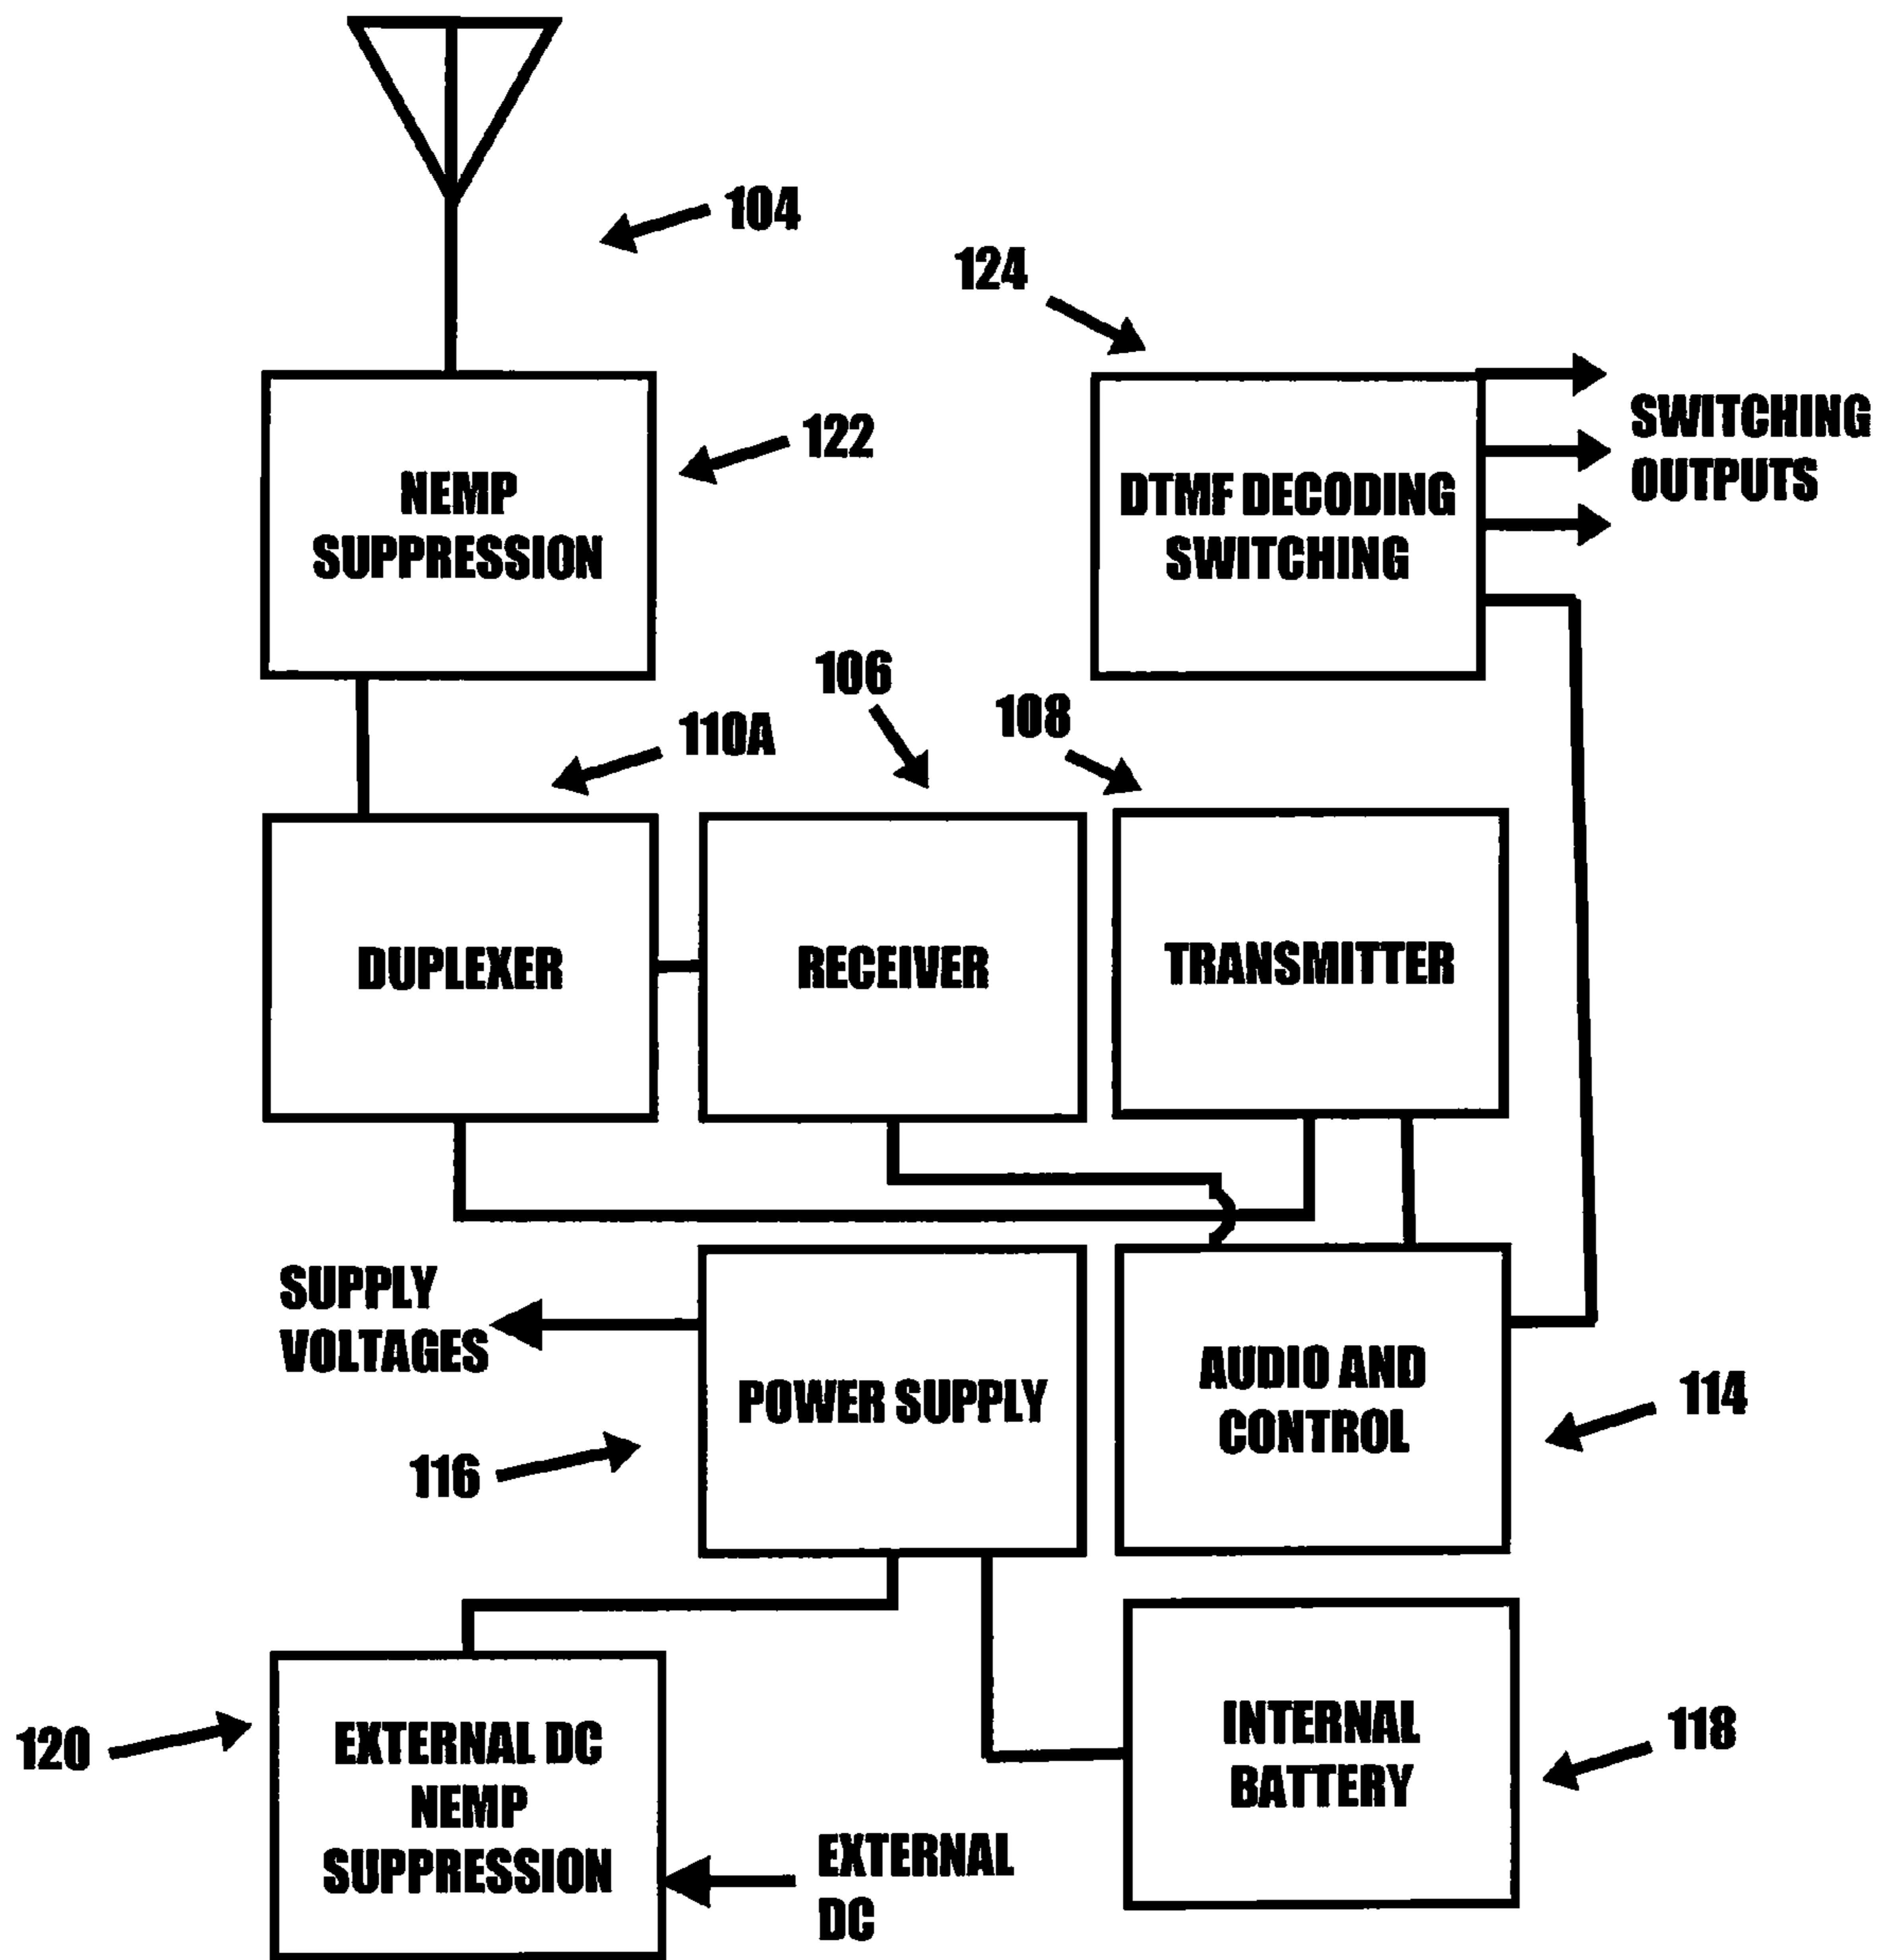 104
124
122
NEMP
SUPPRESSION
DTMF DECODING
SWITCHING
SWITCHING
OUTPUTS
106
108
110A
DUPLEXER
RECEIVER
TRANSMITTER
SUPPLY
VOLTAGES
POWER SUPPLY
AUDIO AND
CONTROL
114
116
120
EXTERNAL DC
NEMP
SUPPRESSION
EXTERNAL
DC
INTERNAL
BATTERY
118